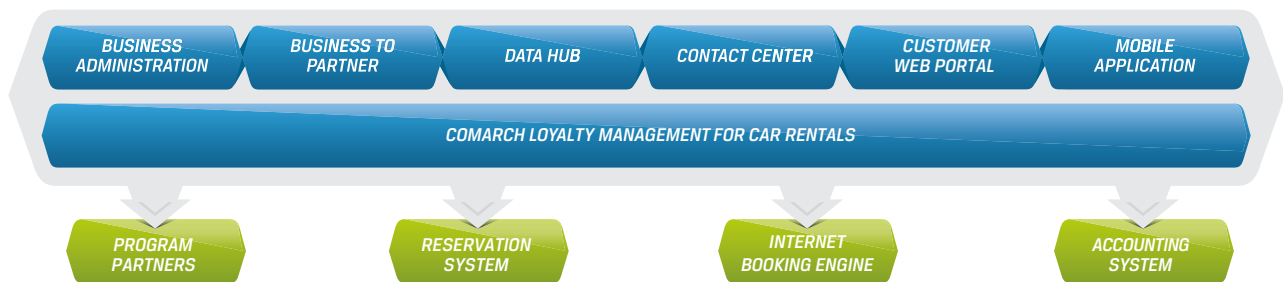 BUSINESS
ADMINISTRATION
BUSINESS TO
PARTNER
DATA HUB
CONTACT CENTER
CUSTOMER
WEB PORTAL
MOBILE
APPLICATION
COMARCH LOYALTY MANAGEMENT FOR CAR RENTALS
PROGRAM
PARTNERS
RESERVATION
SYSTEM
INTERNET
BOOKING ENGINE
ACCOUNTING
SYSTEM